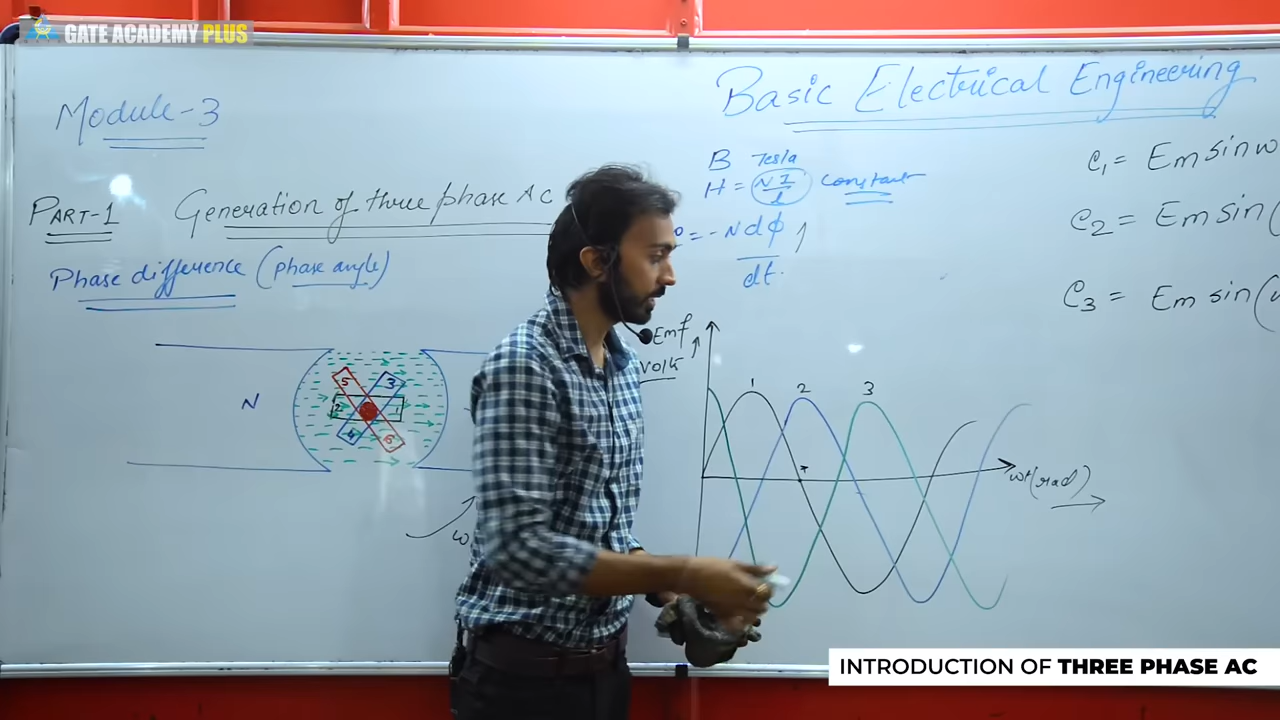 GATE ACADEMY PLUS
Module-3
Basic Electrical Engineering
PART-1 Generation of three phase AC
Phase difference (phase angle)
B Tesla
H = NI/l constant
= -N dϕ/dt ↑
e₁ = Em sin ω
e₂ = Em sin (
e₃ = Em sin (
N
5 3
2 1
4 6
ω
Emf
volt
1 2 3
π
ωt (rad)
INTRODUCTION OF THREE PHASE AC